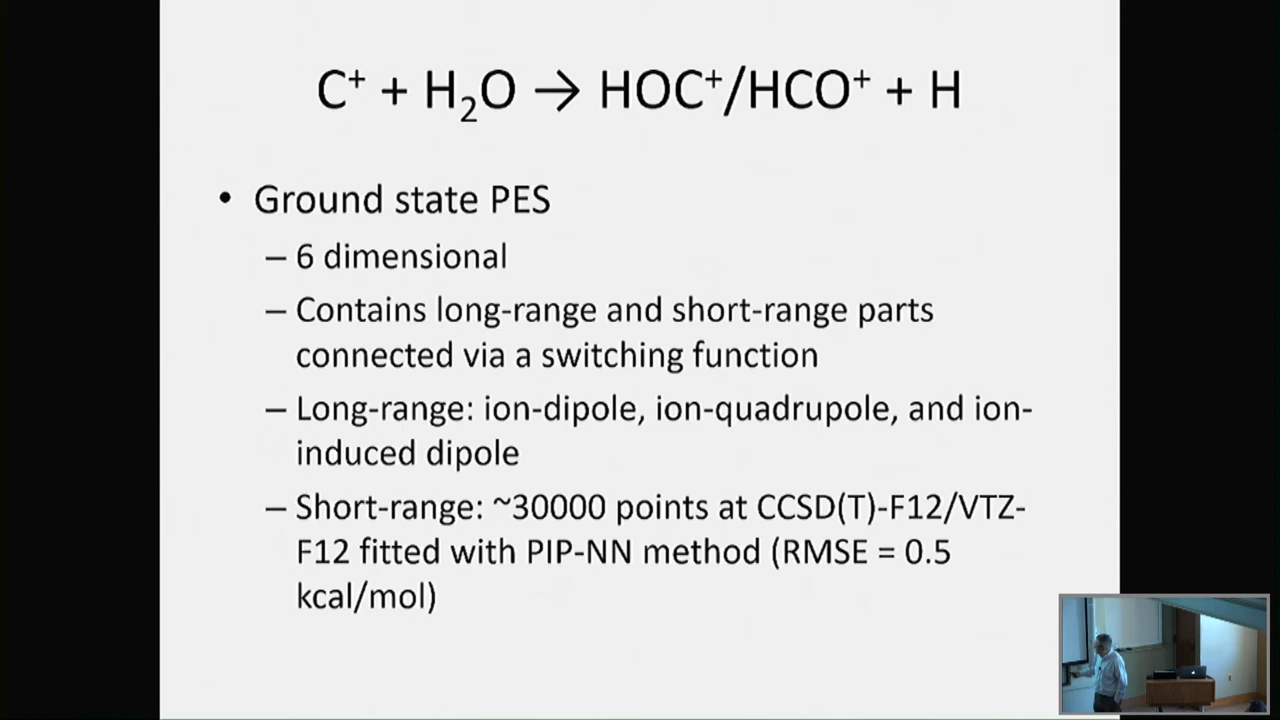 C⁺ + H₂O → HOC⁺/HCO⁺ + H
• Ground state PES
– 6 dimensional
– Contains long-range and short-range parts
connected via a switching function
– Long-range: ion-dipole, ion-quadrupole, and ion-
induced dipole
– Short-range: ~30000 points at CCSD(T)-F12/VTZ-
F12 fitted with PIP-NN method (RMSE = 0.5
kcal/mol)